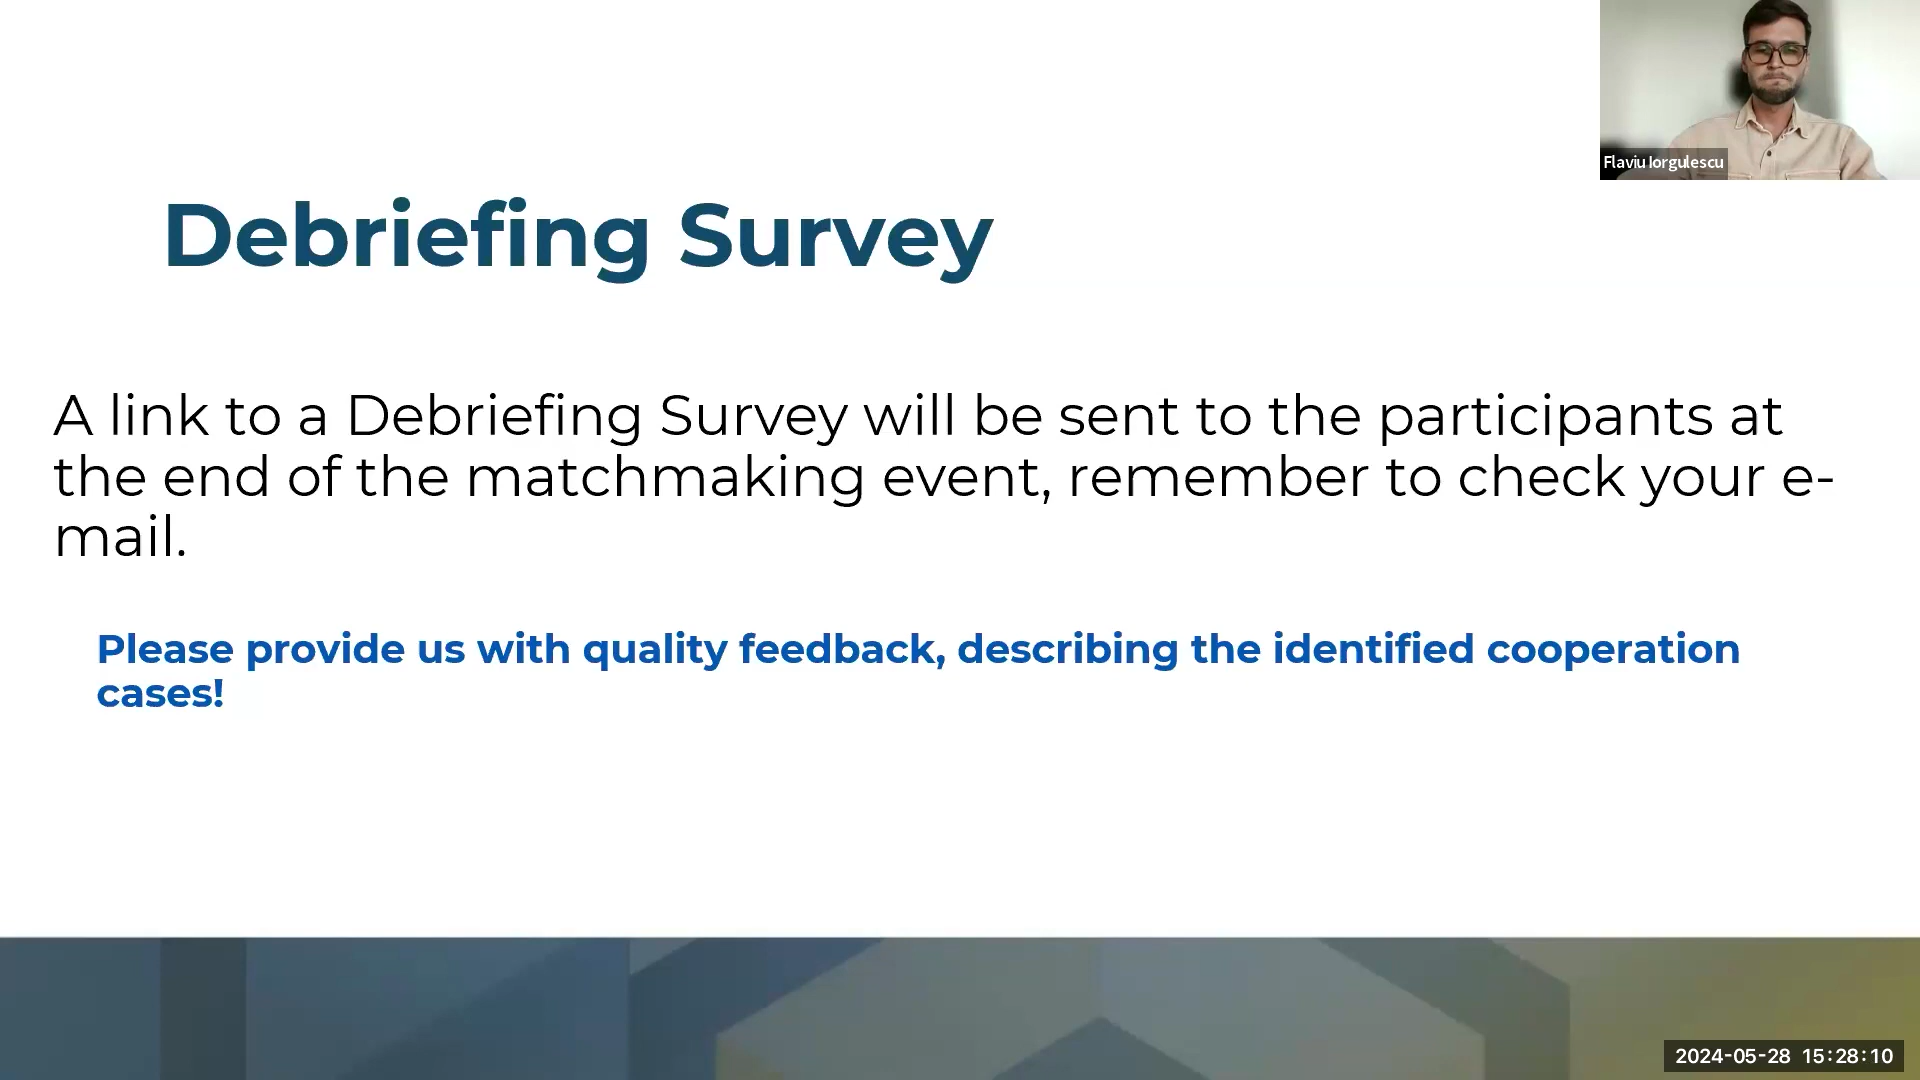 Flaviu Iorgulescu
Debriefing Survey
A link to a Debriefing Survey will be sent to the participants at
the end of the matchmaking event, remember to check your e-
mail.
Please provide us with quality feedback, describing the identified cooperation
cases!
2024-05-28 15:28:10